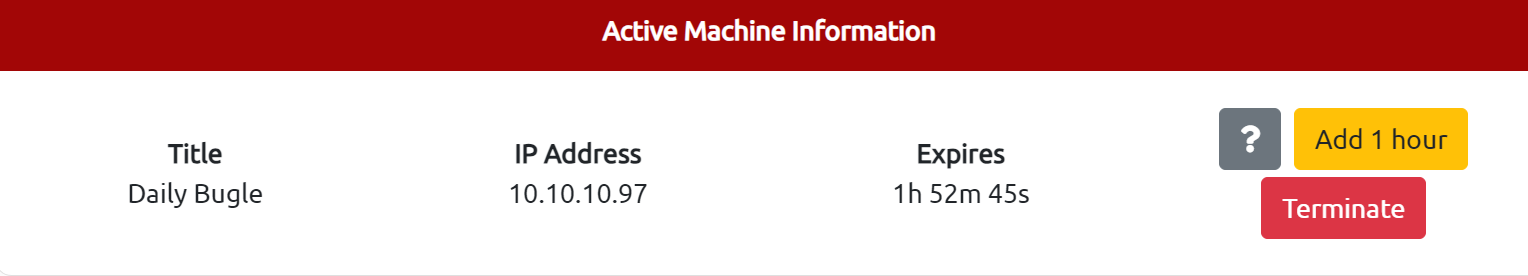 Active Machine Information
Title
Daily Bugle
IP Address
10.10.10.97
Expires
1h 52m 45s
?
Add 1 hour
Terminate